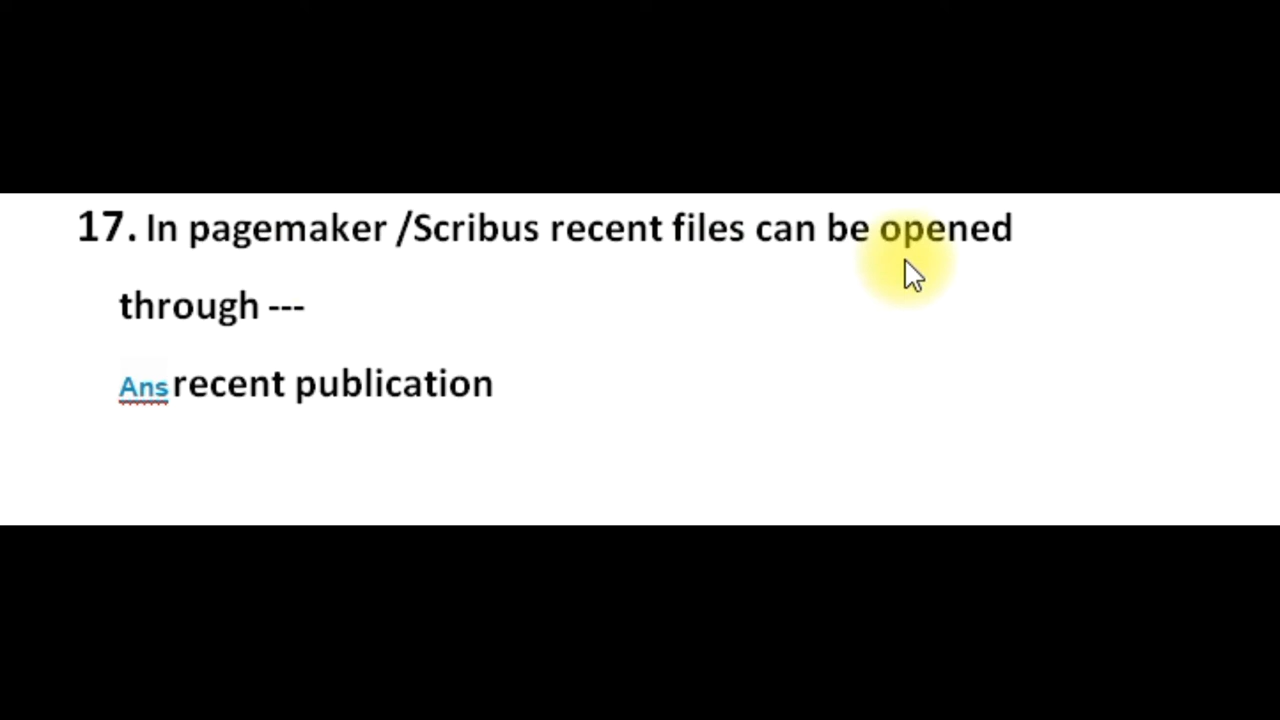 17. In pagemaker /Scribus recent files can be opened
through ---
Ans recent publication